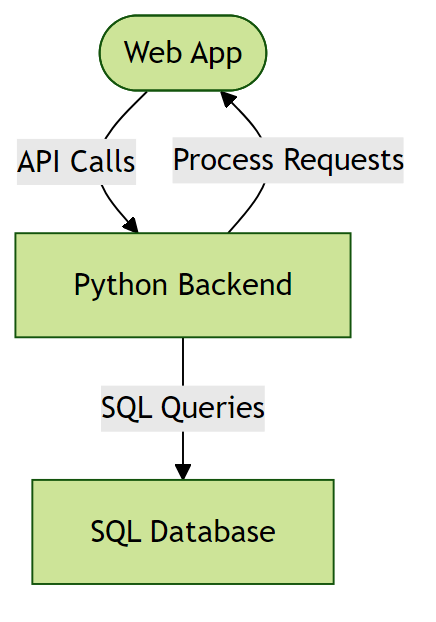 Web App
API Calls
Process Requests
Python Backend
SQL Queries
SQL Database